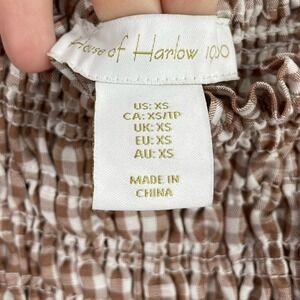 House of Harlow 1960
US: XS
CA: XS/TP
UK: XS
EU: XS
AU: XS
MADE IN
CHINA